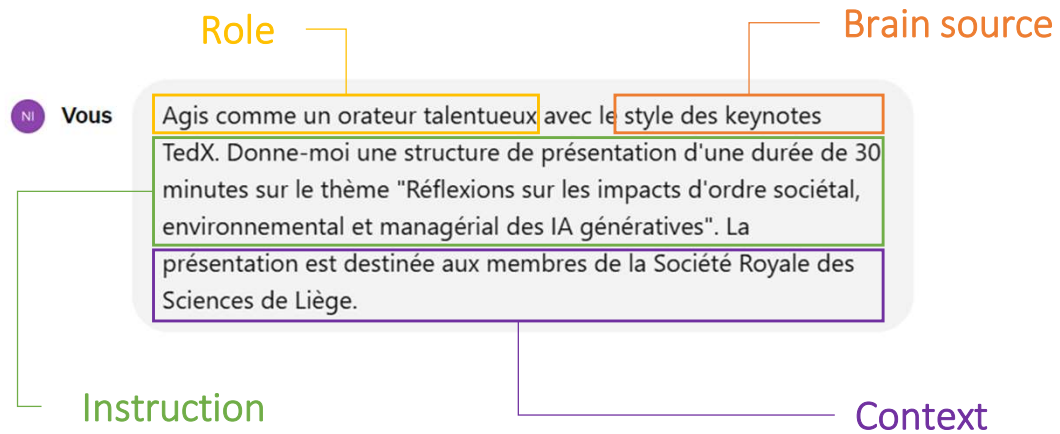 Role
Brain source
NI
Vous
Agis comme un orateur talentueux avec le style des keynotes
TedX. Donne-moi une structure de présentation d'une durée de 30
minutes sur le thème "Réflexions sur les impacts d'ordre sociétal,
environnemental et managérial des IA génératives". La
présentation est destinée aux membres de la Société Royale des
Sciences de Liège.
Instruction
Context